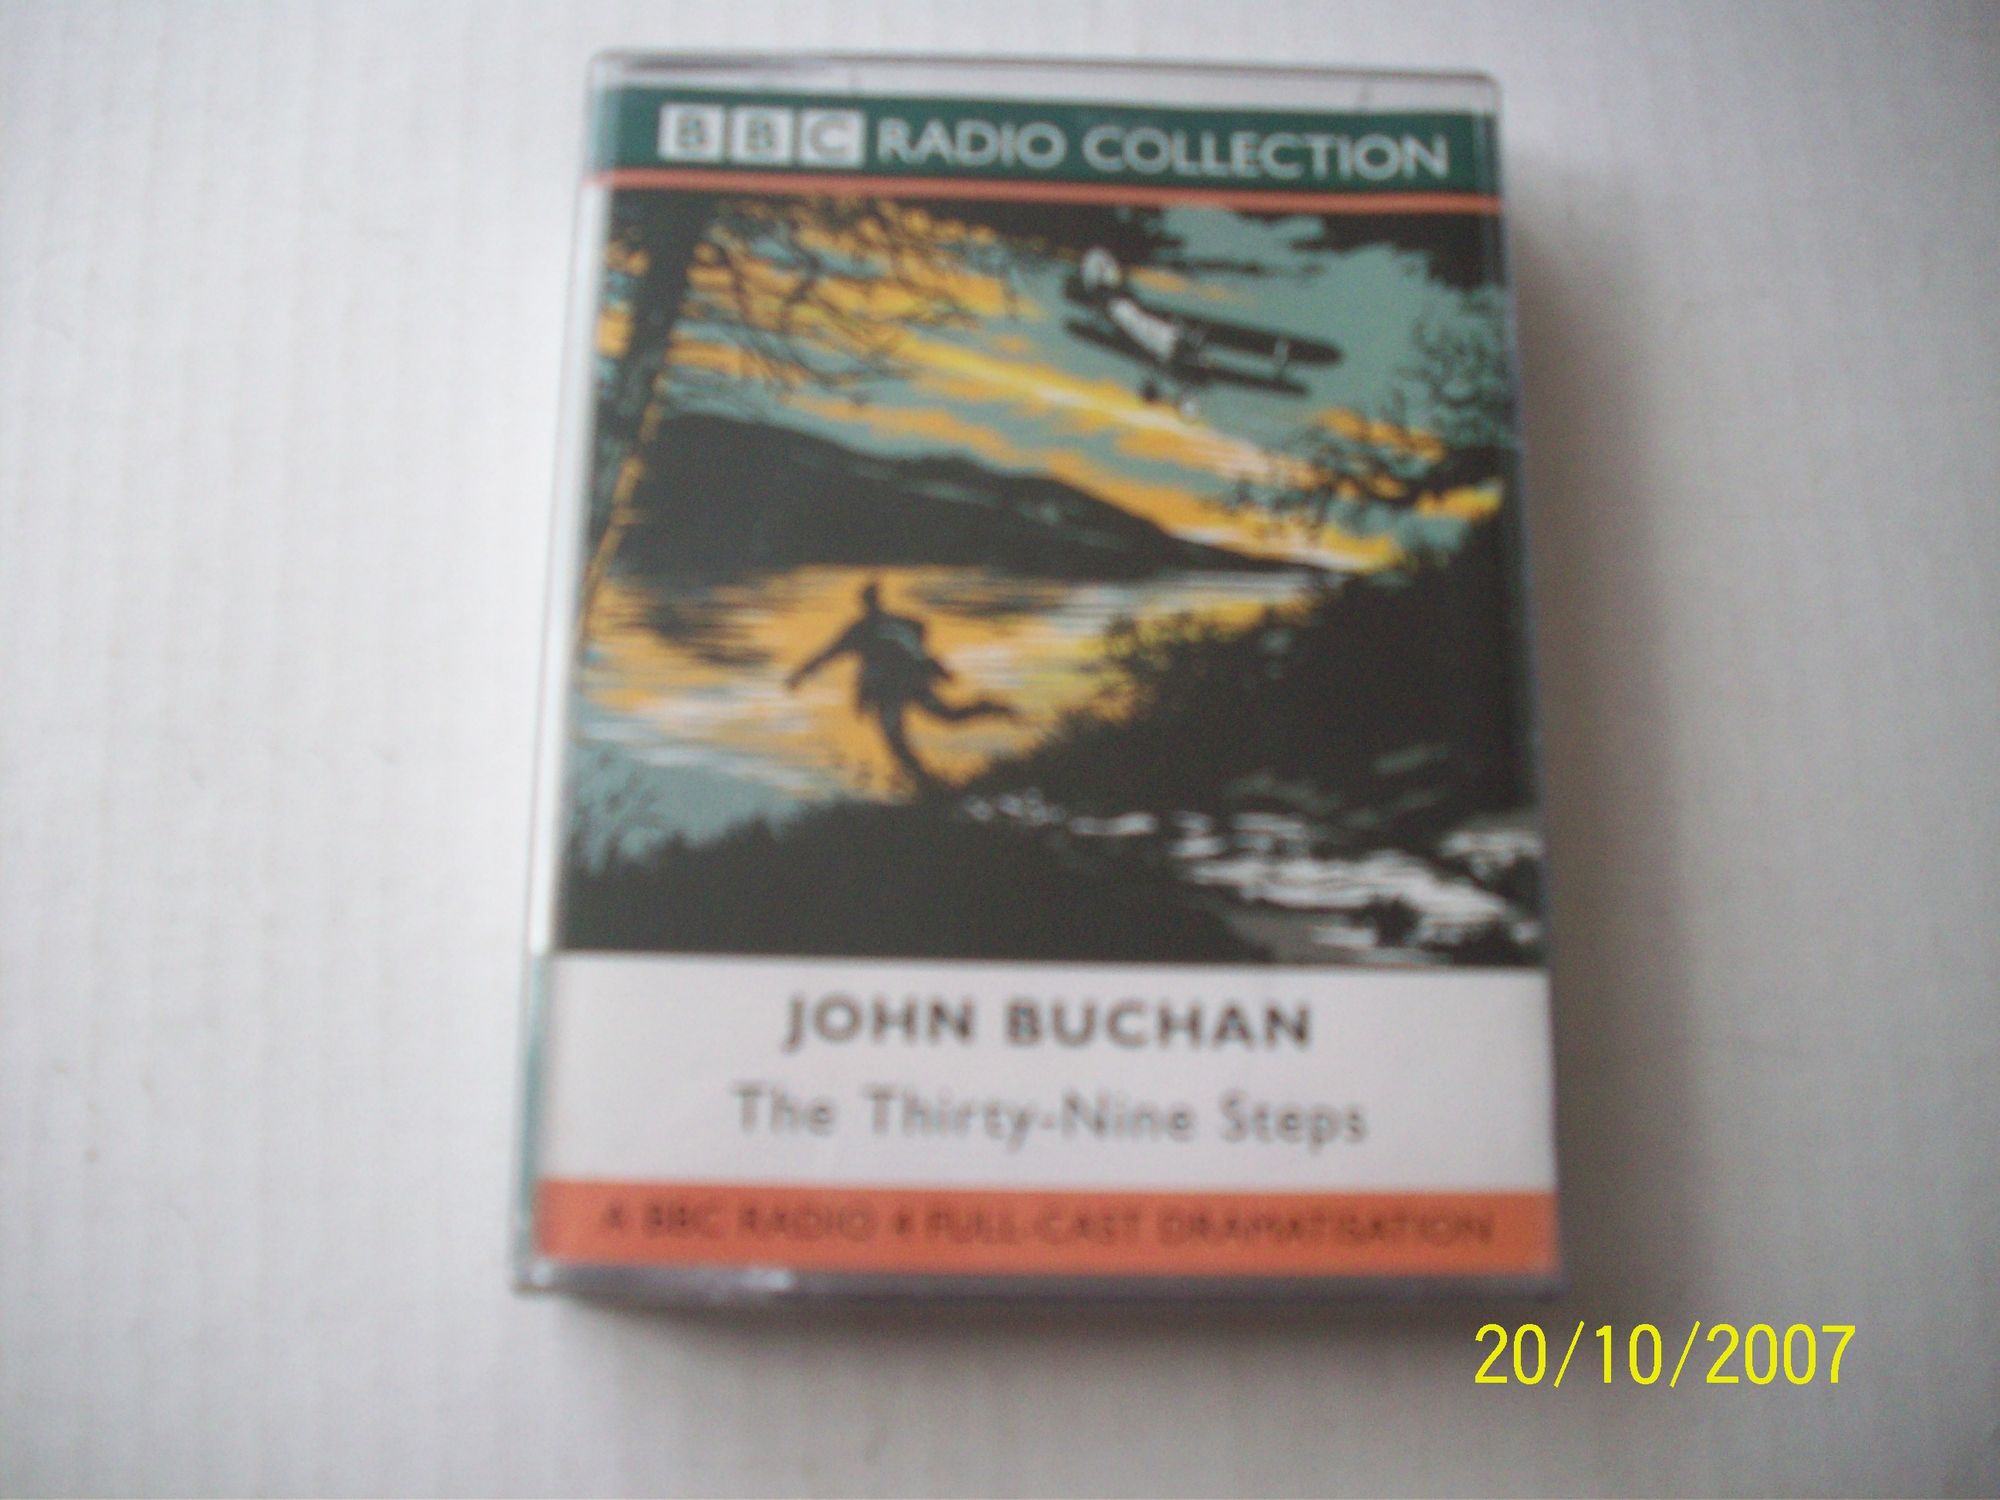 BBC RADIO COLLECTION
JOHN BUCHAN
The Thirty-Nine Steps
A BBC RADIO 4 FULL-CAST DRAMATISATION
20/10/2007